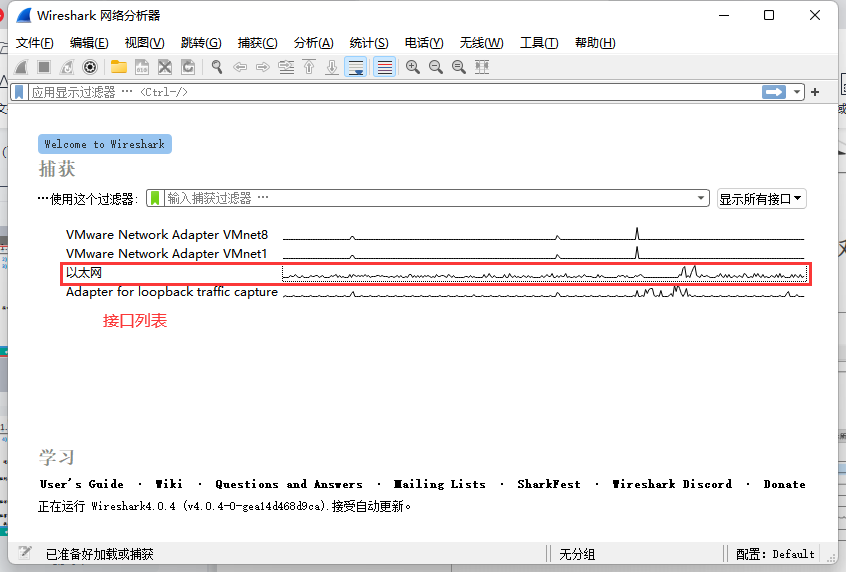 Wireshark 网络分析器
文件(F) 编辑(E) 视图(V) 跳转(G) 捕获(C) 分析(A) 统计(S) 电话(Y) 无线(W) 工具(T) 帮助(H)
应用显示过滤器 … <Ctrl-/>
Welcome to Wireshark
捕获
…使用这个过滤器: 输入捕获过滤器 … 显示所有接口
VMware Network Adapter VMnet8
VMware Network Adapter VMnet1
以太网
Adapter for loopback traffic capture
接口列表
学习
User's Guide · Wiki · Questions and Answers · Mailing Lists · SharkFest · Wireshark Discord · Donate
正在运行 Wireshark4.0.4 (v4.0.4-0-gea14d468d9ca).接受自动更新。
已准备好加载或捕获 无分组 配置: Default